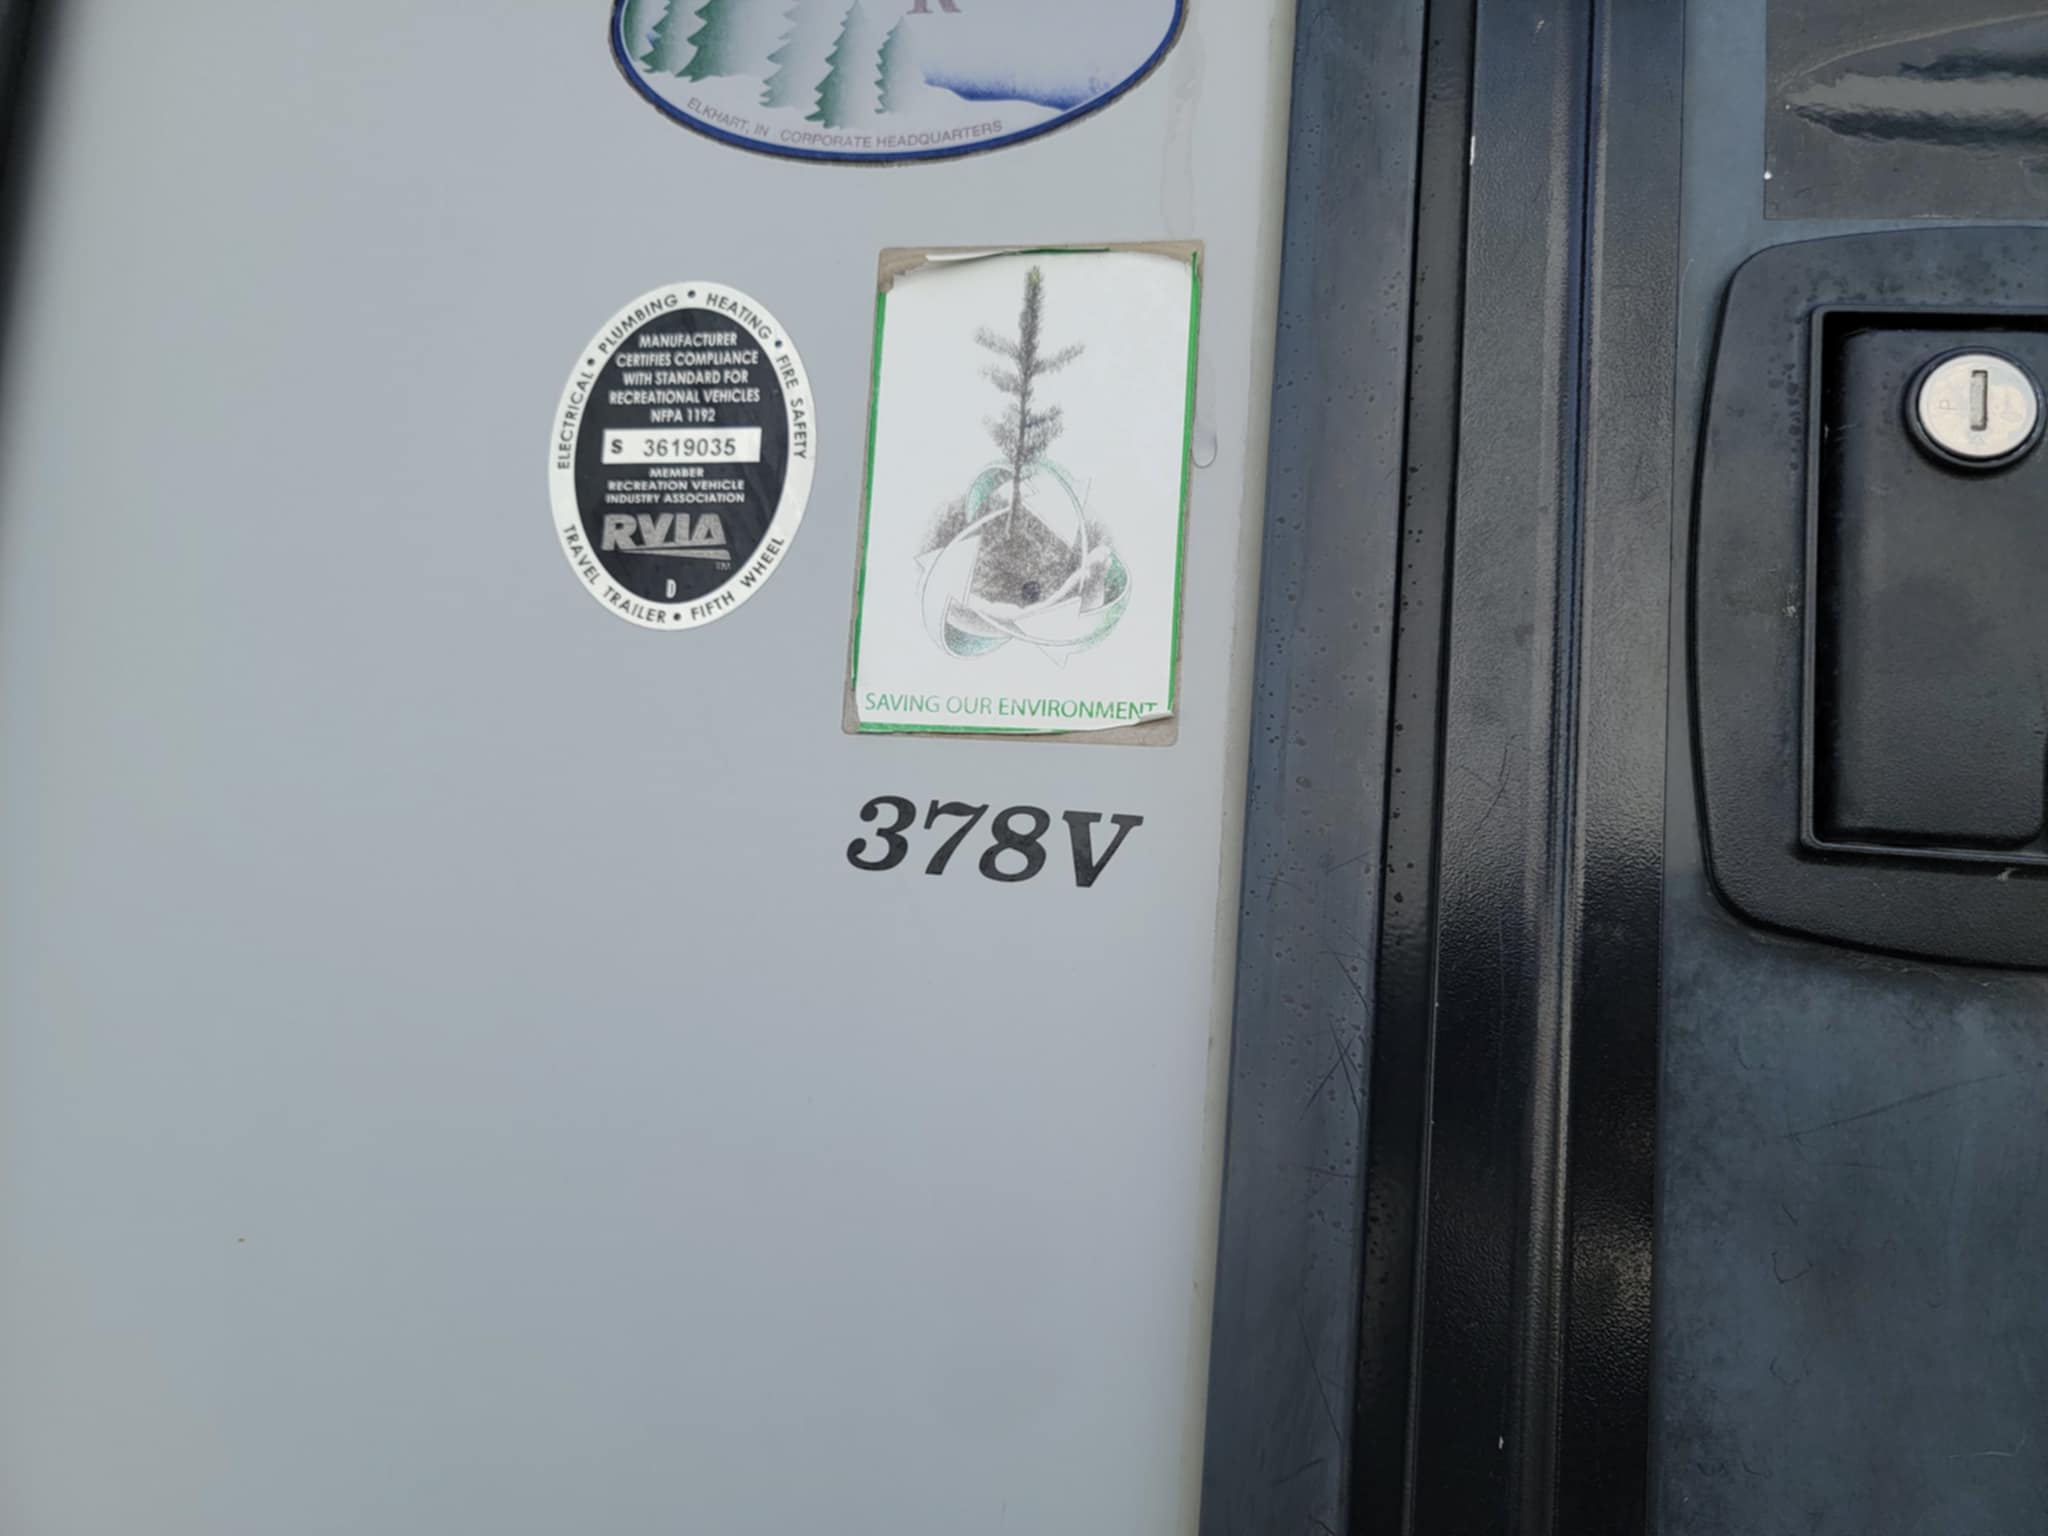 R
ELKHART, IN CORPORATE HEADQUARTERS
ELECTRICAL • PLUMBING • HEATING • FIRE SAFETY
MANUFACTURER
CERTIFIES COMPLIANCE
WITH STANDARD FOR
RECREATIONAL VEHICLES
NFPA 1192
S 3619035
MEMBER
RECREATION VEHICLE
INDUSTRY ASSOCIATION
RVIA
TM
D
TRAVEL TRAILER • FIFTH WHEEL
SAVING OUR ENVIRONMENT
378V